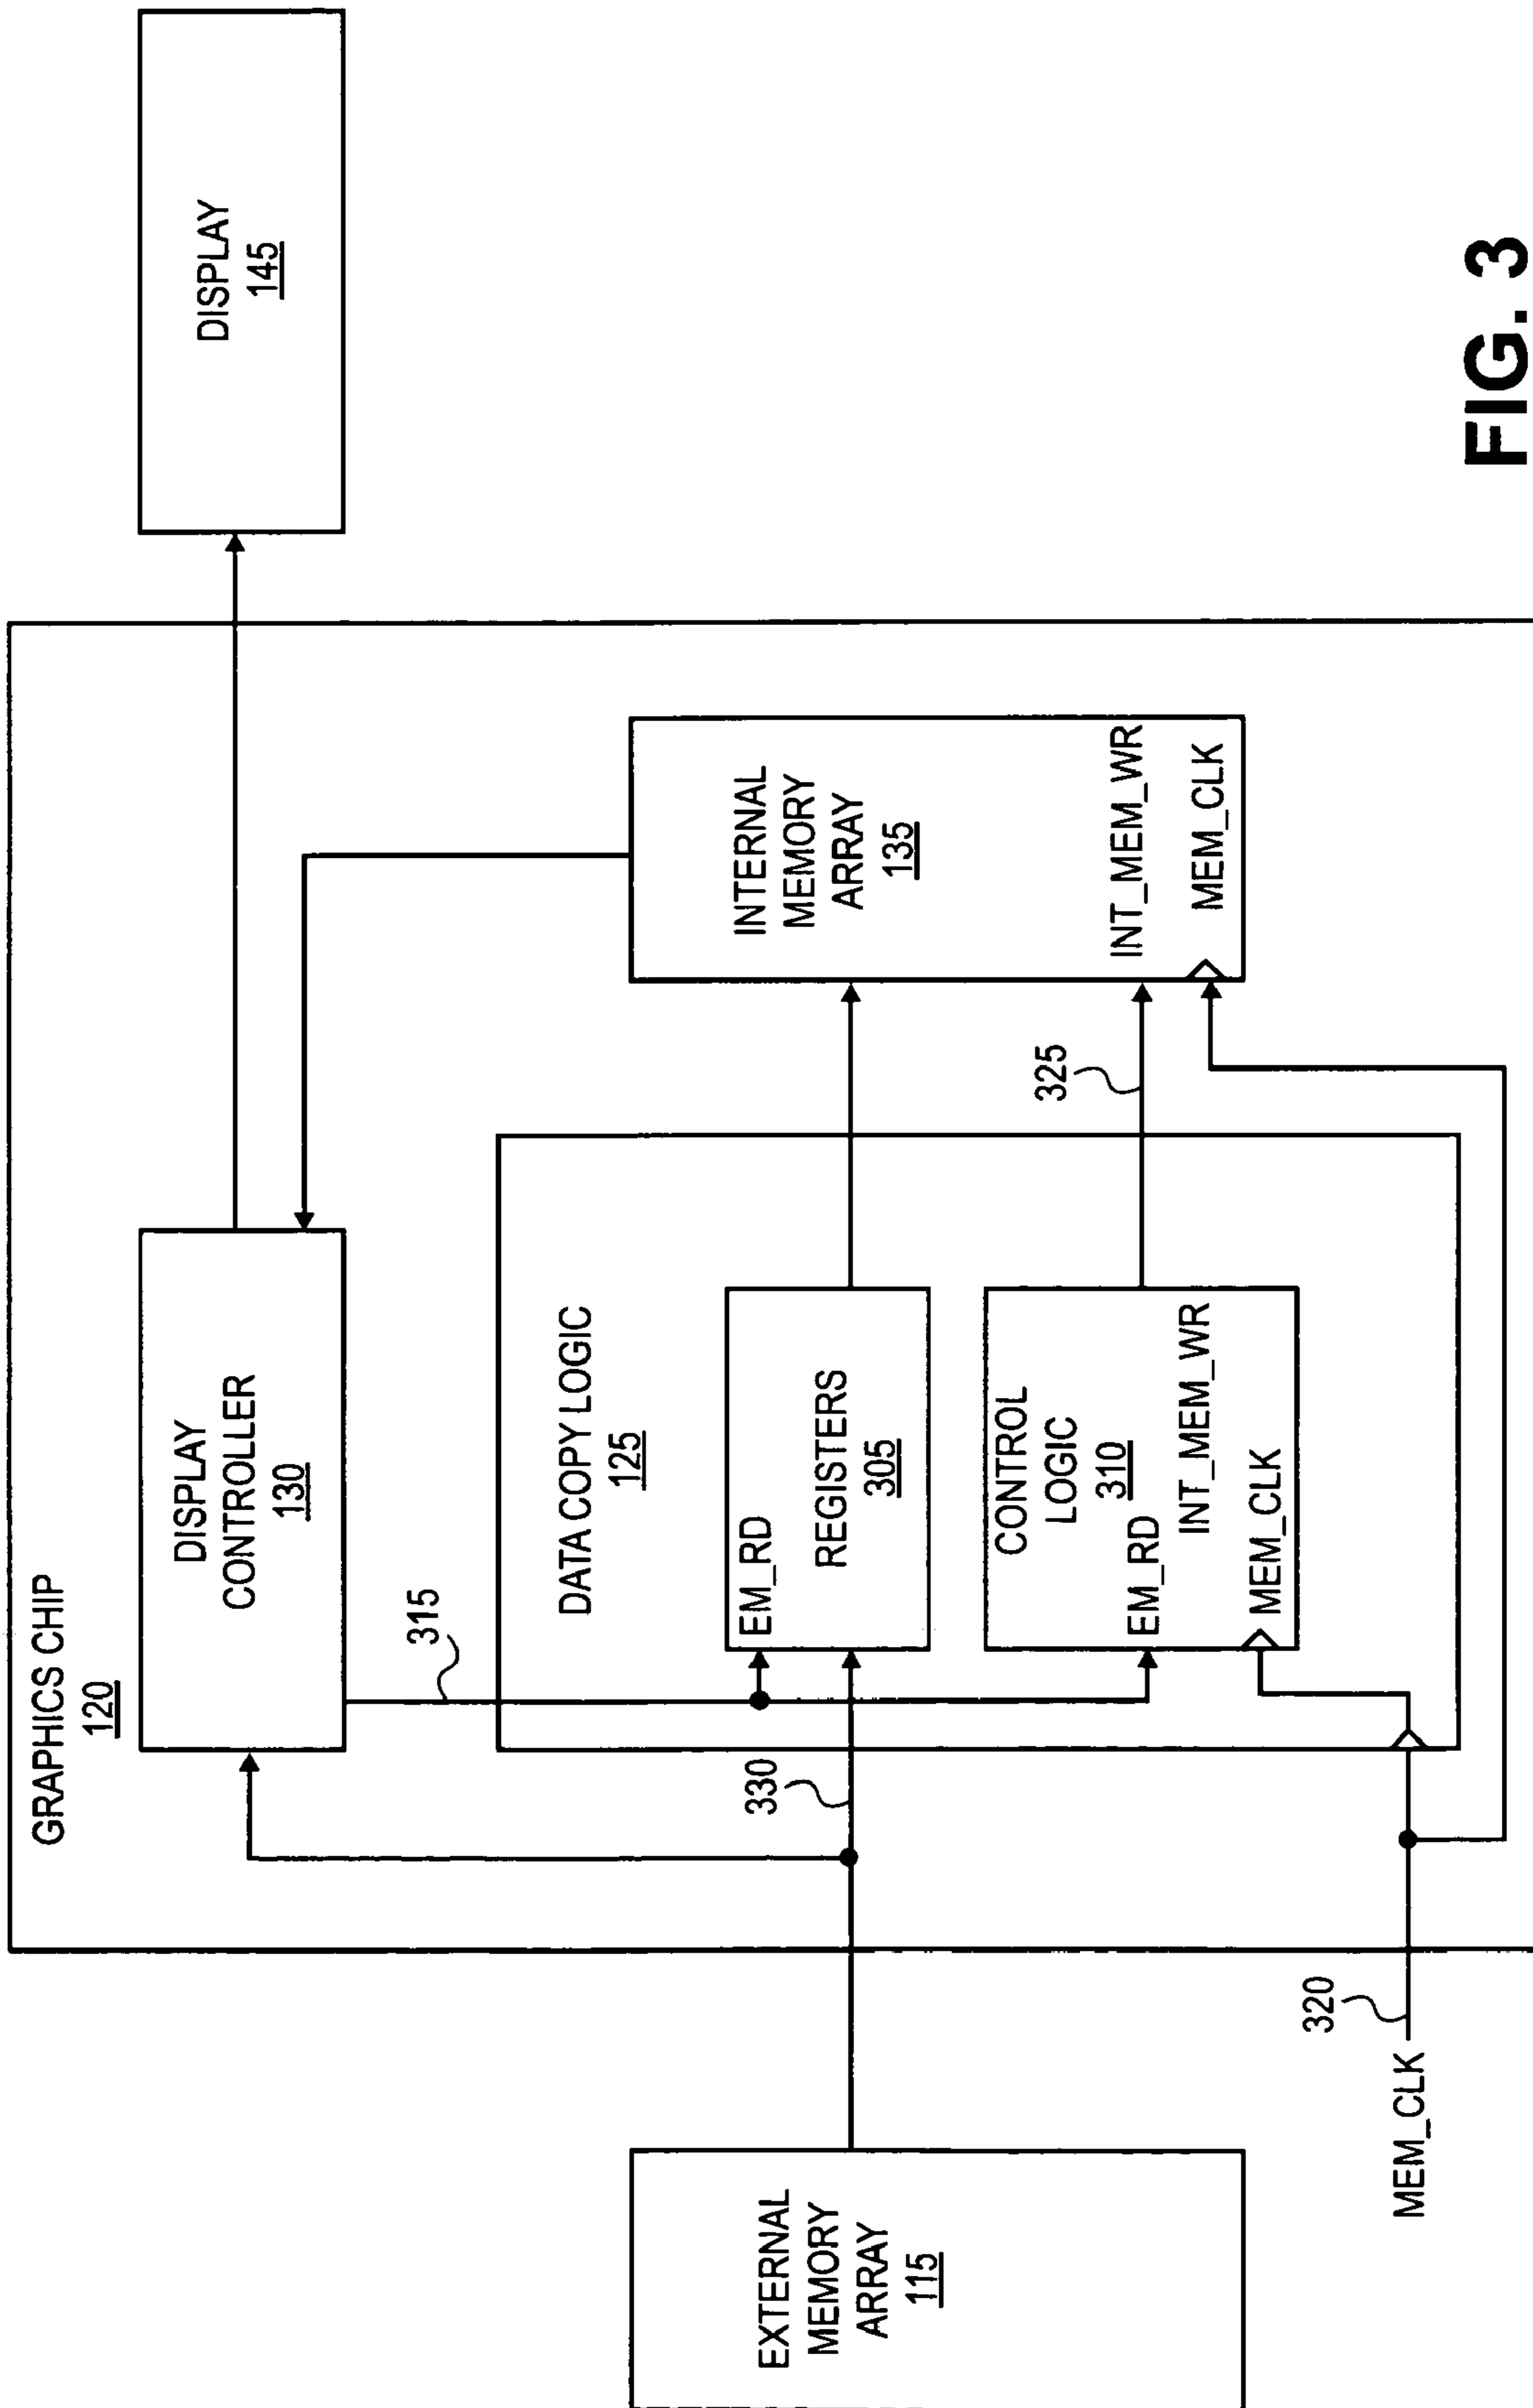 GRAPHICS CHIP
120
DISPLAY
CONTROLLER
130
DISPLAY
145
315
DATA COPY LOGIC
125
EXTERNAL
MEMORY
ARRAY
115
330
EM_RD
REGISTERS
305
INTERNAL
MEMORY
ARRAY
135
INT_MEM_WR
MEM_CLK
CONTROL
LOGIC
310
EM_RD
INT_MEM_WR
MEM_CLK
325
320
MEM_CLK
FIG. 3